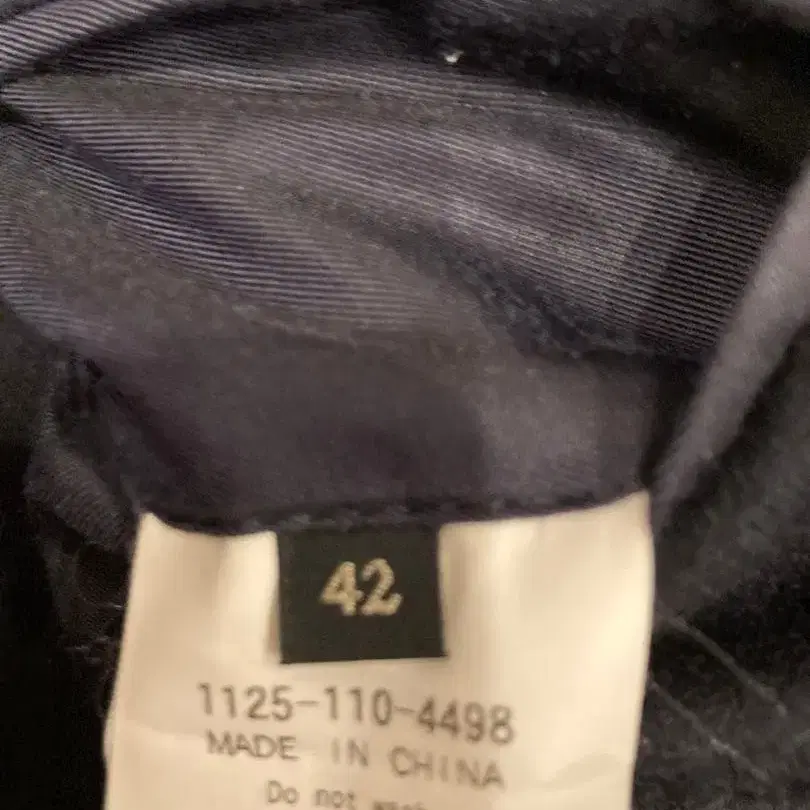 42
1125-110-4498
MADE IN CHINA
Do not